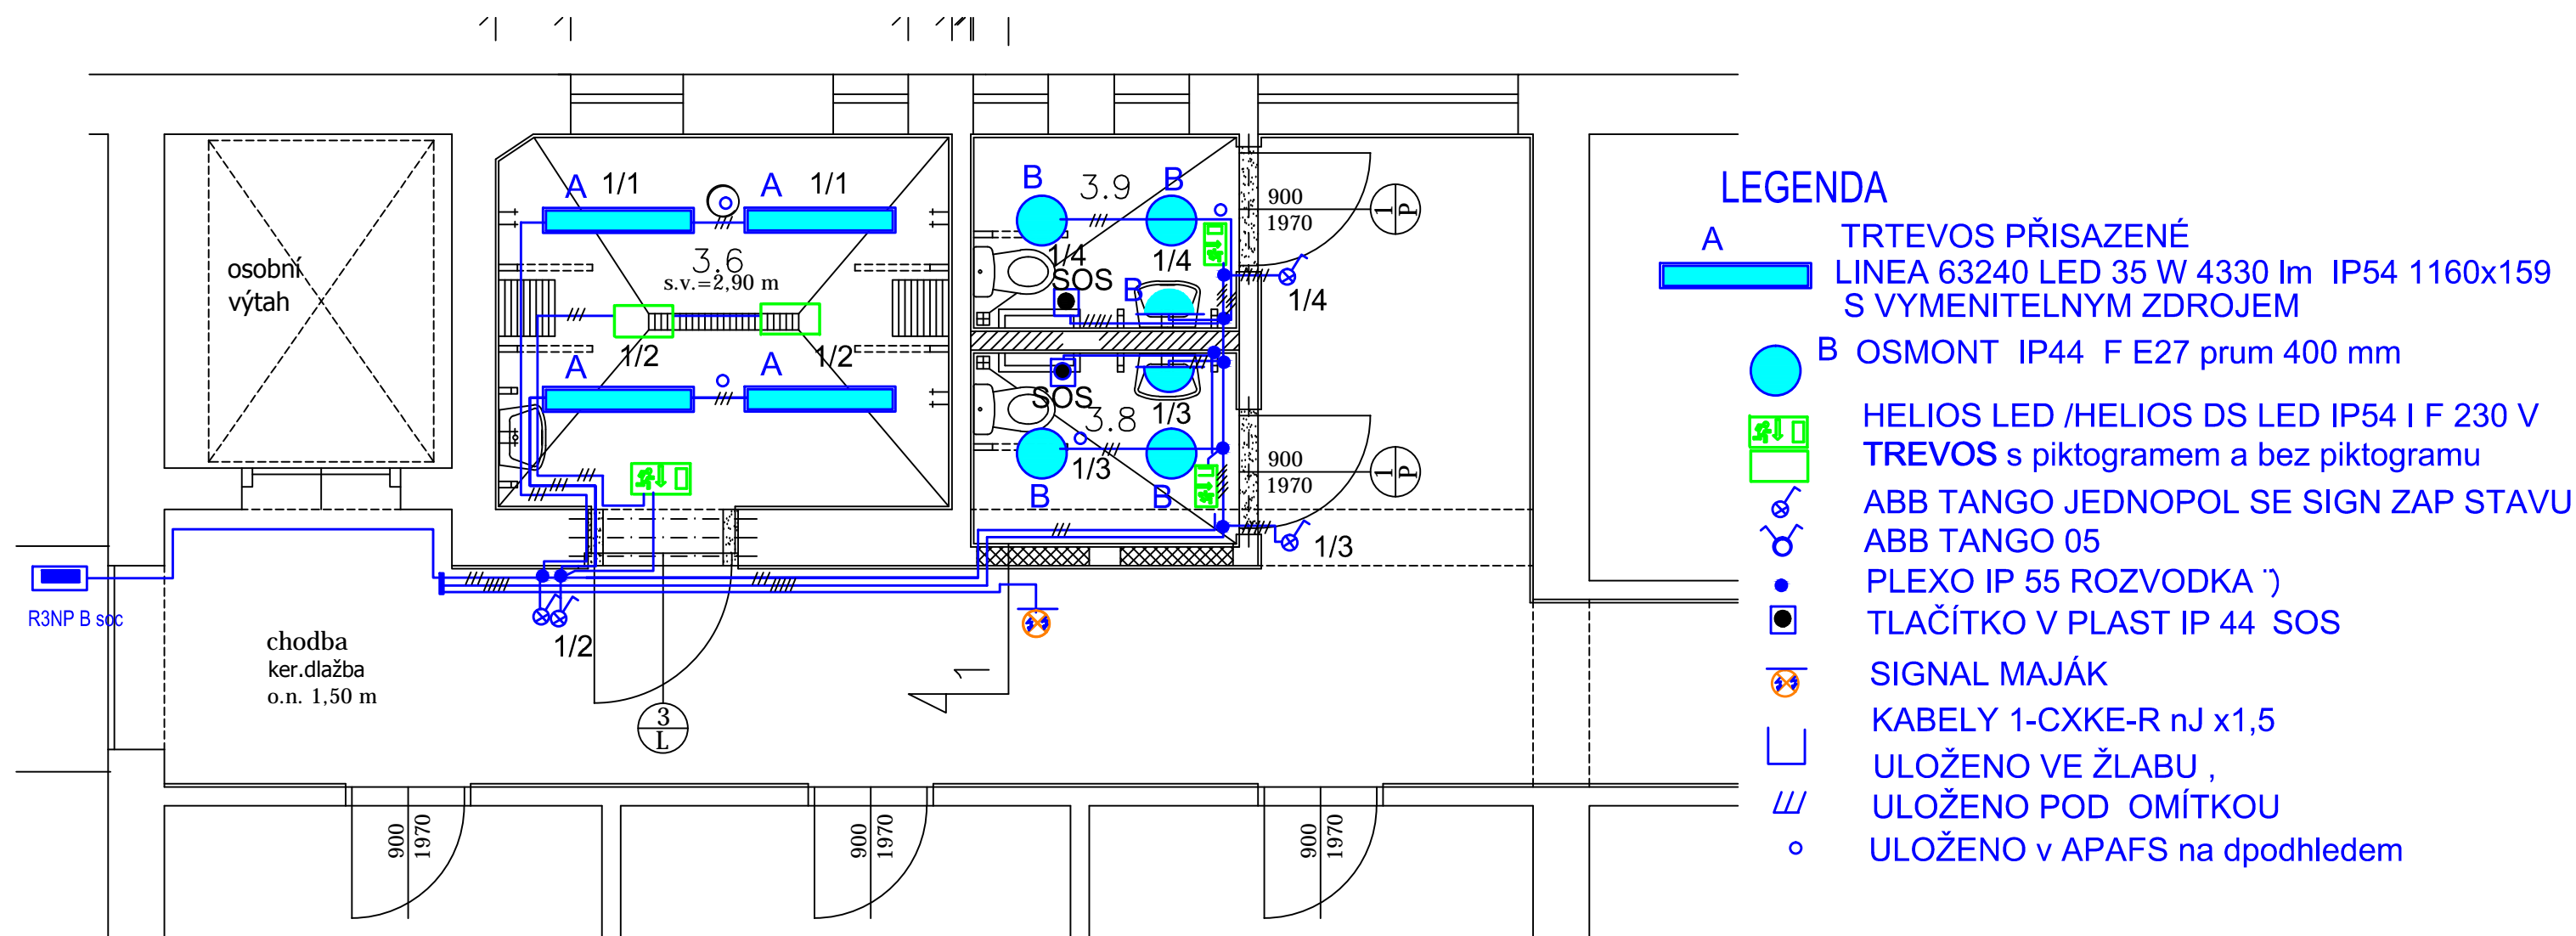 A 1/1 A 1/1
B 3.9 B
900
1970
1
P
osobní
výtah
3.6
s.v.=2,90 m
1/4
SOS
1/4
B
1/4
1/2 1/2
A A
SOS
3.8
1/3
1/3
900
1970
1
P
B B
1/3
R3NP B soc
1/2
chodba
ker.dlažba
o.n. 1,50 m
1
3
L
900
1970
900
1970
900
1970
LEGENDA
A TRTEVOS PŘISAZENÉ
LINEA 63240 LED 35 W 4330 lm IP54 1160x159
S VYMENITELNYM ZDROJEM
B OSMONT IP44 F E27 prum 400 mm
HELIOS LED /HELIOS DS LED IP54 I F 230 V
TREVOS s piktogramem a bez piktogramu
ABB TANGO JEDNOPOL SE SIGN ZAP STAVU
ABB TANGO 05
PLEXO IP 55 ROZVODKA ¨)
TLAČÍTKO V PLAST IP 44 SOS
SIGNAL MAJÁK
KABELY 1-CXKE-R nJ x1,5
ULOŽENO VE ŽLABU ,
ULOŽENO POD OMÍTKOU
ULOŽENO v APAFS na dpodhledem